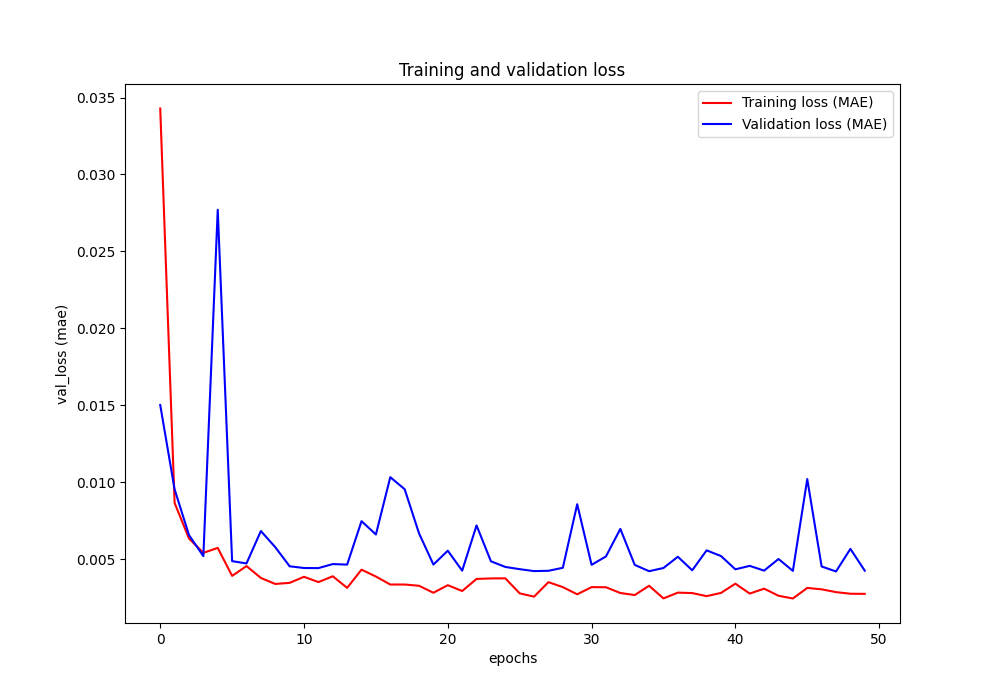 Training and validation loss
Training loss (MAE)
Validation loss (MAE)
val_loss (mae)
0.035
0.030
0.025
0.020
0.015
0.010
0.005
0 10 20 30 40 50
epochs